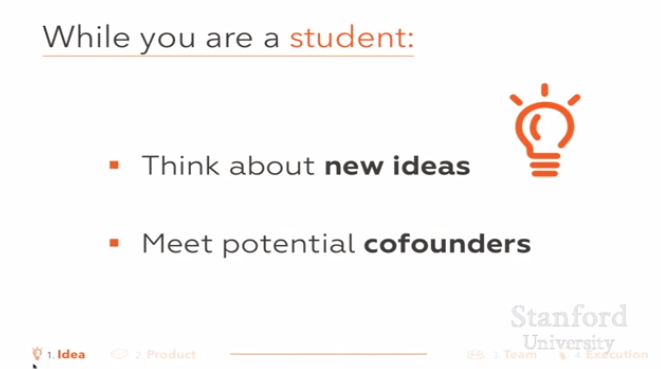 While you are a student:
Think about new ideas
Meet potential cofounders
Stanford
University
1. Idea 2. Product 3. Team 4. Execution